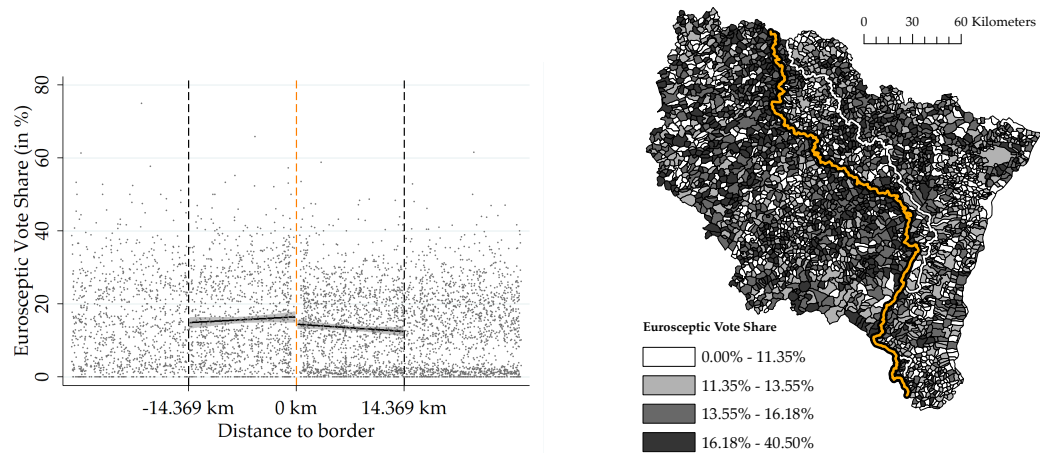 Eurosceptic Vote Share (in %)
80
60
40
20
0
-14.369 km
0 km
14.369 km
Distance to border
0
30
60 Kilometers
Eurosceptic Vote Share
0.00% - 11.35%
11.35% - 13.55%
13.55% - 16.18%
16.18% - 40.50%